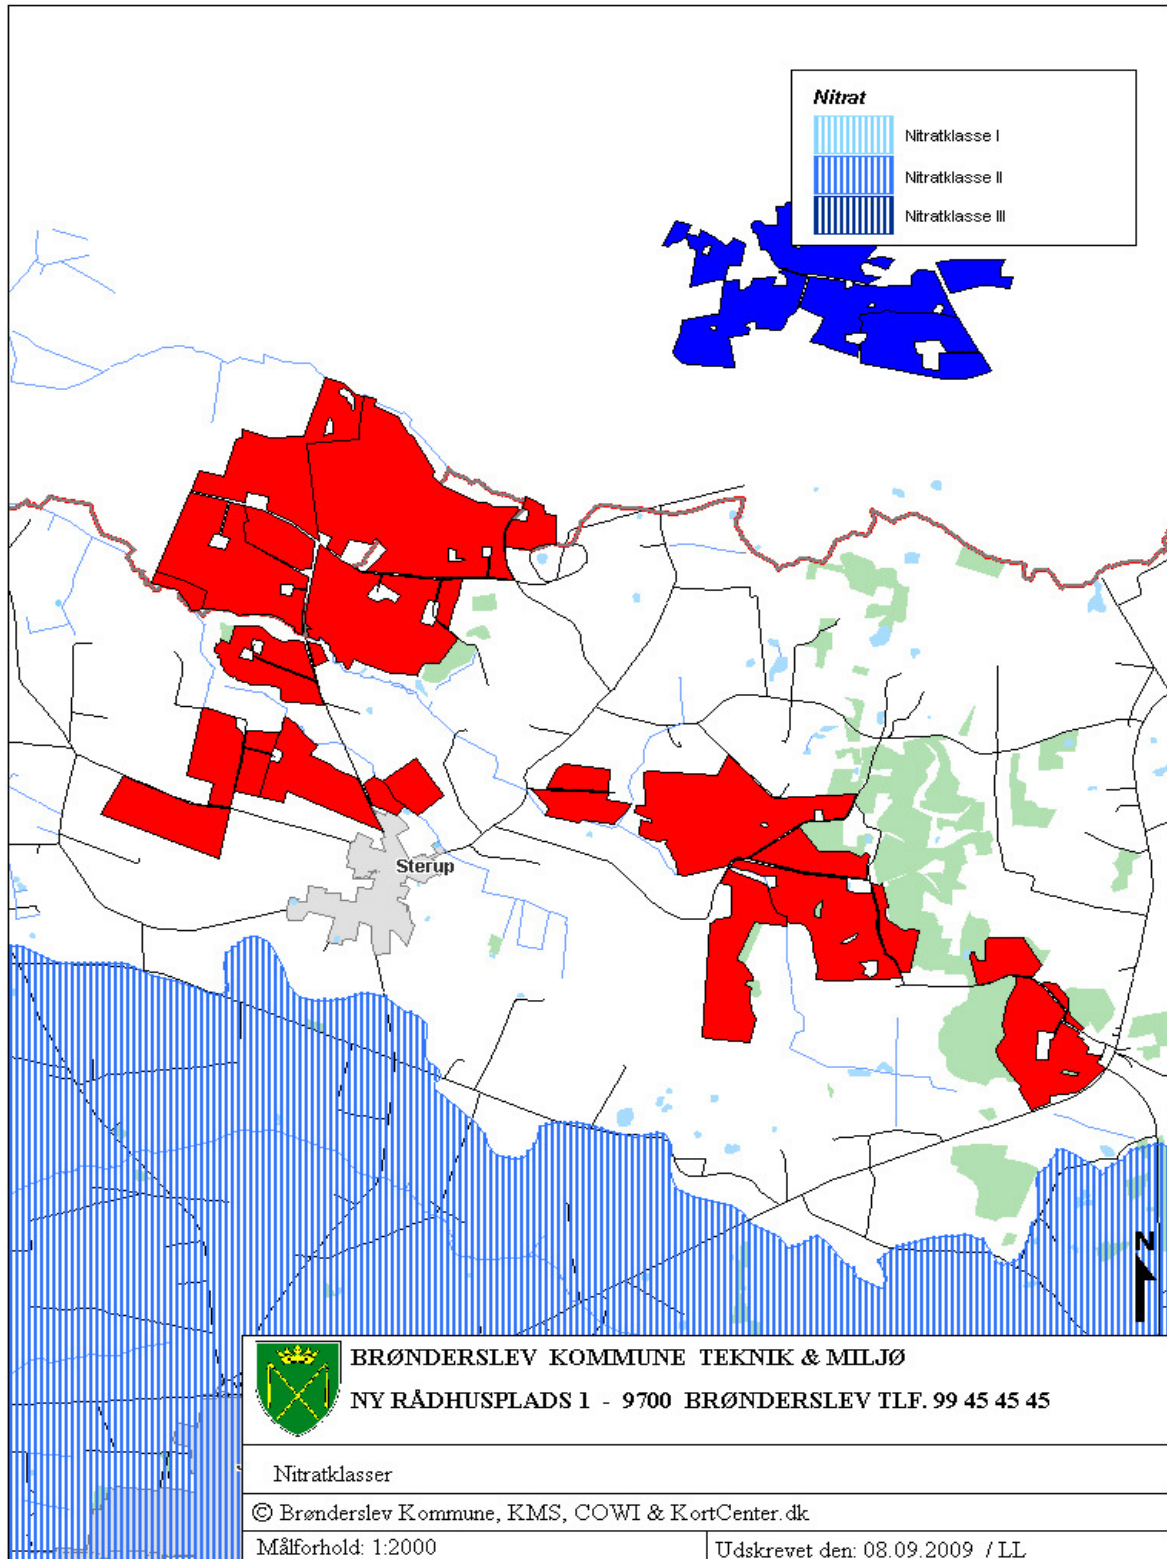 Nitrat
Nitratklasse I
Nitratklasse II
Nitratklasse III
Sterup
N
BRØNDERSLEV KOMMUNE TEKNIK & MILJØ
NY RÅDHUSPLADS 1 - 9700 BRØNDERSLEV TLF. 99 45 45 45
Nitratklasser
© Brønderslev Kommune, KMS, COWI & KortCenter.dk
Målforhold: 1:2000
Udskrevet den: 08.09.2009 / LL